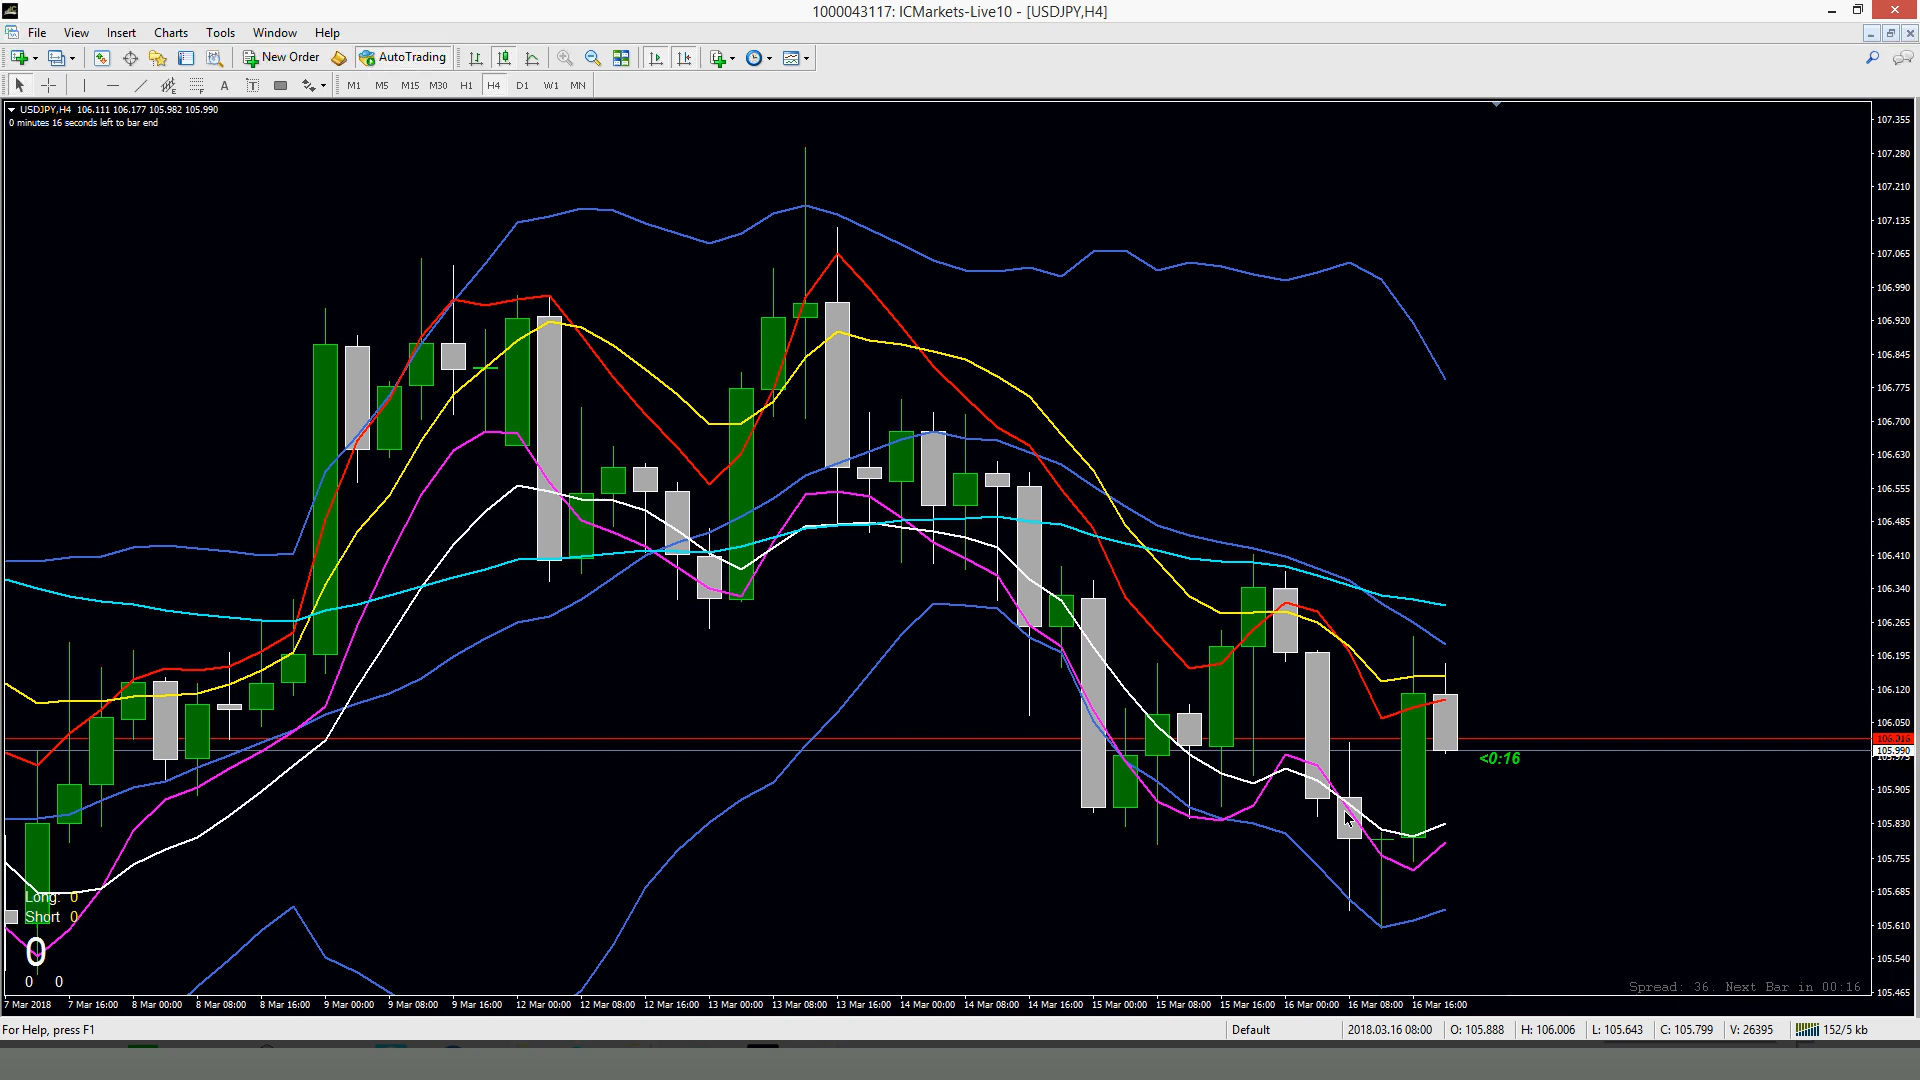 1000043117: ICMarkets-Live10 - [USDJPY,H4]
File View Insert Charts Tools Window Help
New Order AutoTrading
A T M1 M5 M15 M30 H1 H4 D1 W1 MN
USDJPY,H4 106.111 106.177 105.982 105.990
0 minutes 16 seconds left to bar end
107.355
107.280
107.210
107.135
107.065
106.990
106.920
106.845
106.775
106.700
106.630
106.555
106.485
106.410
106.340
106.265
106.195
106.120
106.050
106.016
105.990
105.975
<0:16
105.905
105.830
105.755
105.685
105.610
105.540
105.465
Long: 0
Short 0
0
0 0
Spread: 36. Next Bar in 00:16
7 Mar 2018 7 Mar 16:00 8 Mar 00:00 8 Mar 08:00 8 Mar 16:00 9 Mar 00:00 9 Mar 08:00 9 Mar 16:00 12 Mar 00:00 12 Mar 08:00 12 Mar 16:00 13 Mar 00:00 13 Mar 08:00 13 Mar 16:00 14 Mar 00:00 14 Mar 08:00 14 Mar 16:00 15 Mar 00:00 15 Mar 08:00 15 Mar 16:00 16 Mar 00:00 16 Mar 08:00 16 Mar 16:00
For Help, press F1 Default 2018.03.16 08:00 O: 105.888 H: 106.006 L: 105.643 C: 105.799 V: 26395 152/5 kb